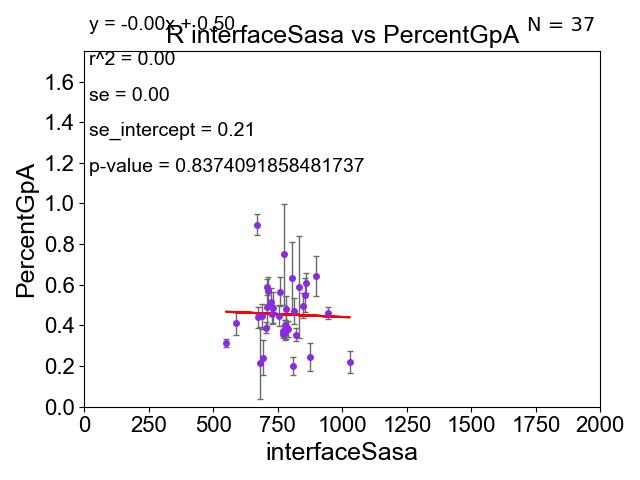 y = -0.00x + 0.50
N = 37
R interfaceSasa vs PercentGpA
r^2 = 0.00
se = 0.00
se_intercept = 0.21
p-value = 0.8374091858481737
PercentGpA
1.6
1.4
1.2
1.0
0.8
0.6
0.4
0.2
0.0
0 250 500 750 1000 1250 1500 1750 2000
interfaceSasa